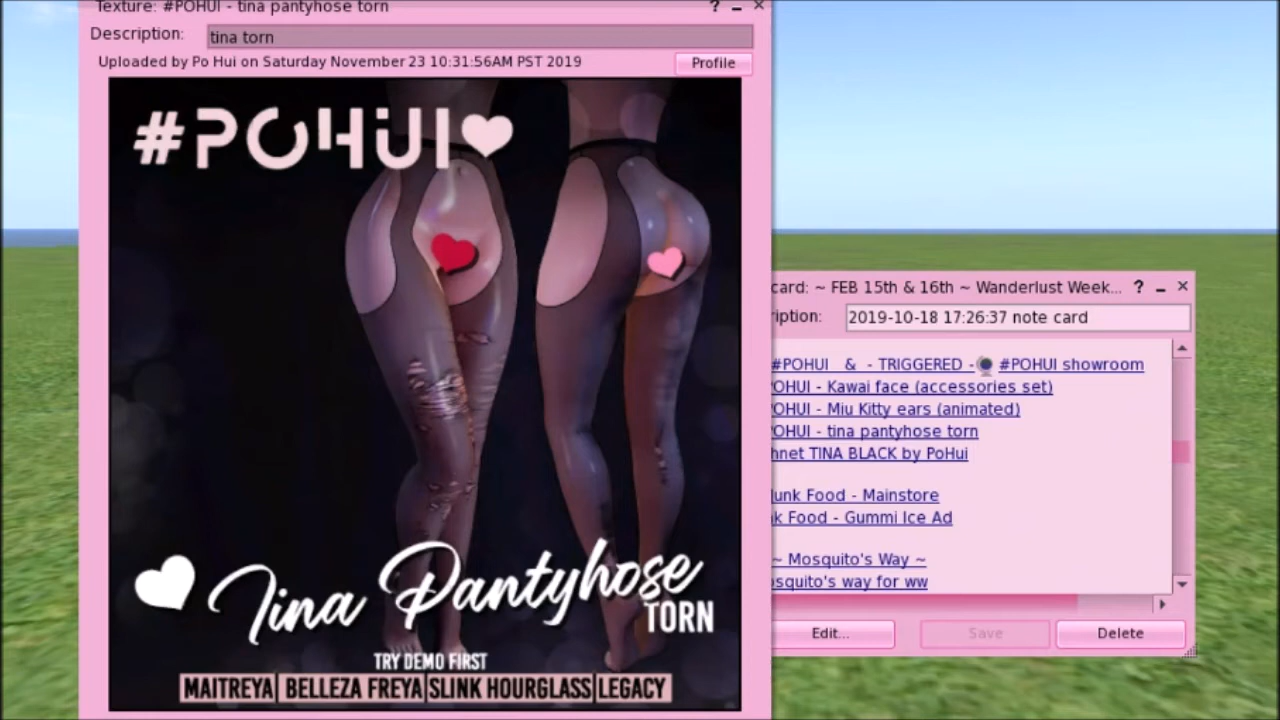 Texture: #POHUI - tina pantyhose torn
Description: tina torn
Uploaded by Po Hui on Saturday November 23 10:31:56AM PST 2019
Profile
#POHUI
Tina Pantyhose
TORN
TRY DEMO FIRST
MAITREYA BELLEZA FREYA SLINK HOURGLASS LEGACY
card: ~ FEB 15th & 16th ~ Wanderlust Week...
iption: 2019-10-18 17:26:37 note card
#POHUI & - TRIGGERED - #POHUI showroom
POHUI - Kawai face (accessories set)
POHUI - Miu Kitty ears (animated)
POHUI - tina pantyhose torn
hnet TINA BLACK by PoHui
Junk Food - Mainstore
k Food - Gummi Ice Ad
~ Mosquito's Way ~
osquito's way for ww
Edit...
Save
Delete